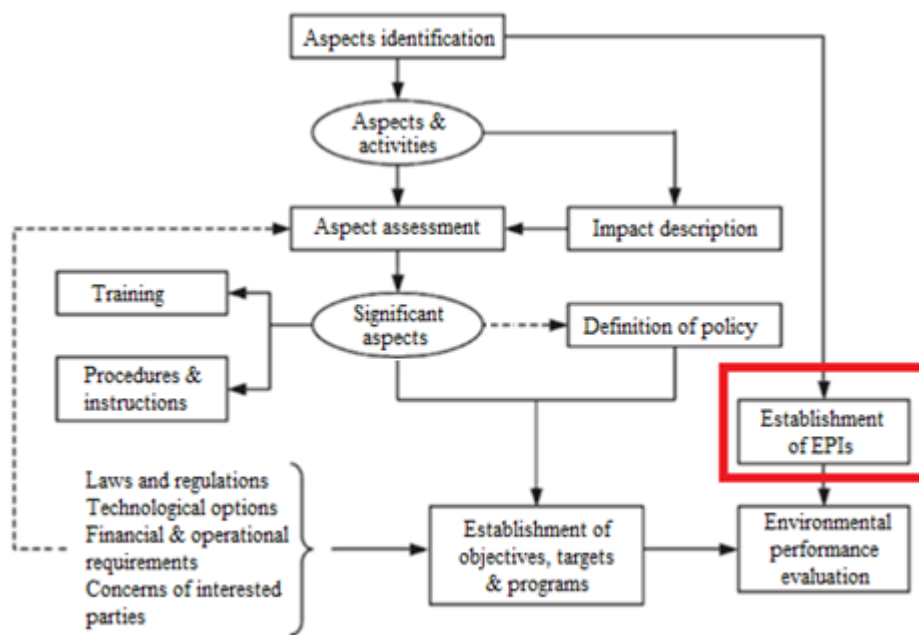 Aspects identification
Aspects &
activities
Aspect assessment
Impact description
Training
Significant
aspects
Definition of policy
Procedures &
instructions
Establishment
of EPIs
Laws and regulations
Technological options
Financial & operational
requirements
Concerns of interested
parties
Establishment of
objectives, targets
& programs
Environmental
performance
evaluation